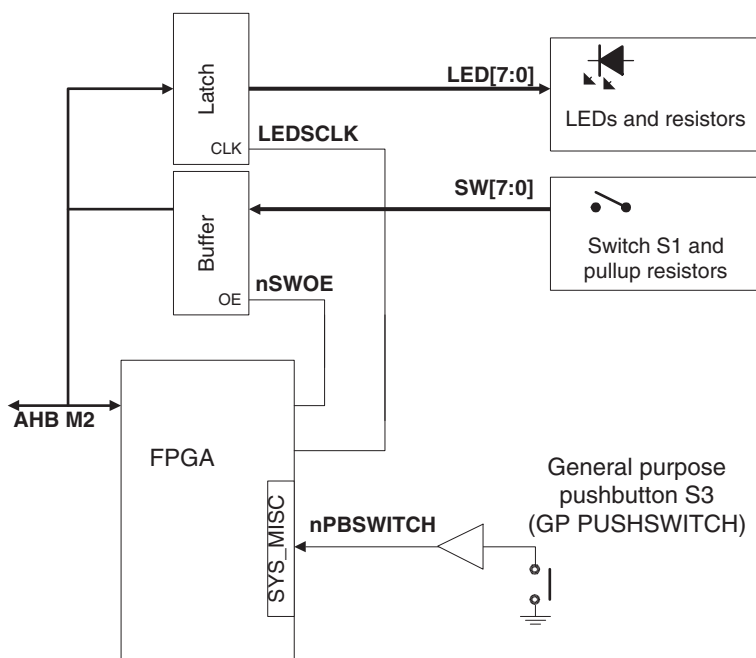 Latch
CLK
LED[7:0]
LEDs and resistors
LEDSCLK
Buffer
OE
SW[7:0]
Switch S1 and
pullup resistors
nSWOE
AHB M2
FPGA
SYS_MISC
nPBSWITCH
General purpose
pushbutton S3
(GP PUSHSWITCH)